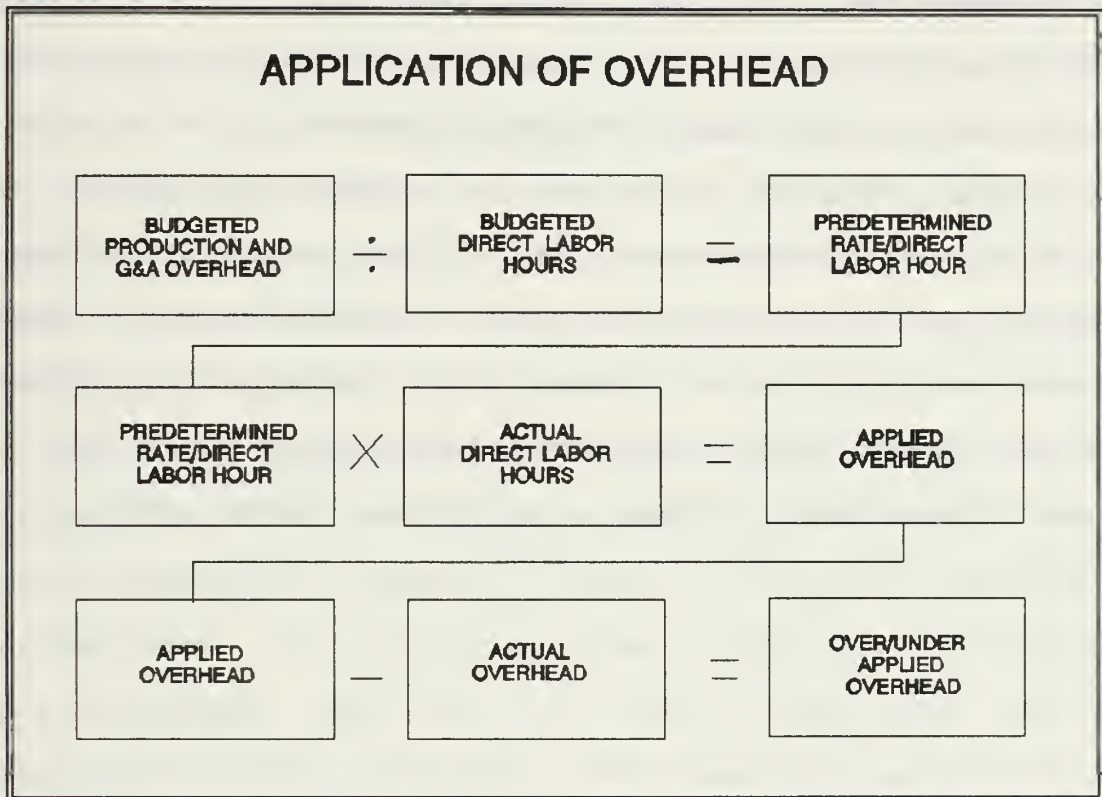 APPLICATION OF OVERHEAD
BUDGETED
PRODUCTION AND
G&A OVERHEAD
÷
BUDGETED
DIRECT LABOR
HOURS
=
PREDETERMINED
RATE/DIRECT
LABOR HOUR
PREDETERMINED
RATE/DIRECT
LABOR HOUR
X
ACTUAL
DIRECT LABOR
HOURS
=
APPLIED
OVERHEAD
APPLIED
OVERHEAD
—
ACTUAL
OVERHEAD
=
OVER/UNDER
APPLIED
OVERHEAD